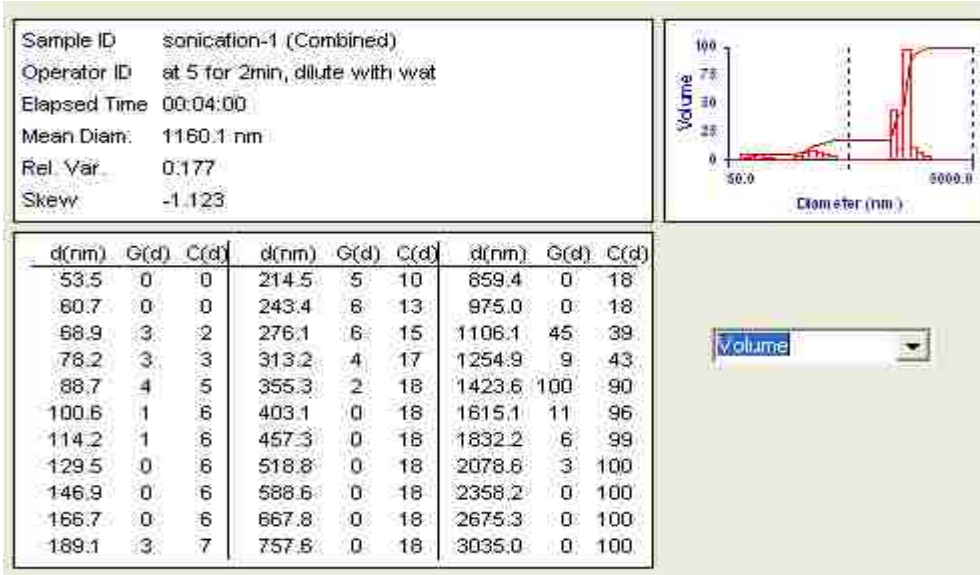 Sample ID sonication-1 (Combined)
Operator ID at 5 for 2min, dilute with wat
Elapsed Time 00:04:00
Mean Diam. 1160.1 nm
Rel. Var. 0.177
Skew -1.123
100
75
50
25
0
Volume
50.0 5000.0
Diameter (nm)
d(nm) G(d) C(d) d(nm) G(d) C(d) d(nm) G(d) C(d)
53.5 0 0 214.5 5 10 859.4 0 18
60.7 0 0 243.4 6 13 975.0 0 18
68.9 3 2 276.1 6 15 1106.1 45 39
78.2 3 3 313.2 4 17 1254.9 9 43
88.7 4 5 355.3 2 18 1423.6 100 90
100.6 1 6 403.1 0 18 1615.1 11 96
114.2 1 6 457.3 0 18 1832.2 6 99
129.5 0 6 518.8 0 18 2078.6 3 100
146.9 0 6 588.6 0 18 2358.2 0 100
166.7 0 6 667.8 0 18 2675.3 0 100
189.1 3 7 757.6 0 18 3035.0 0 100
Volume